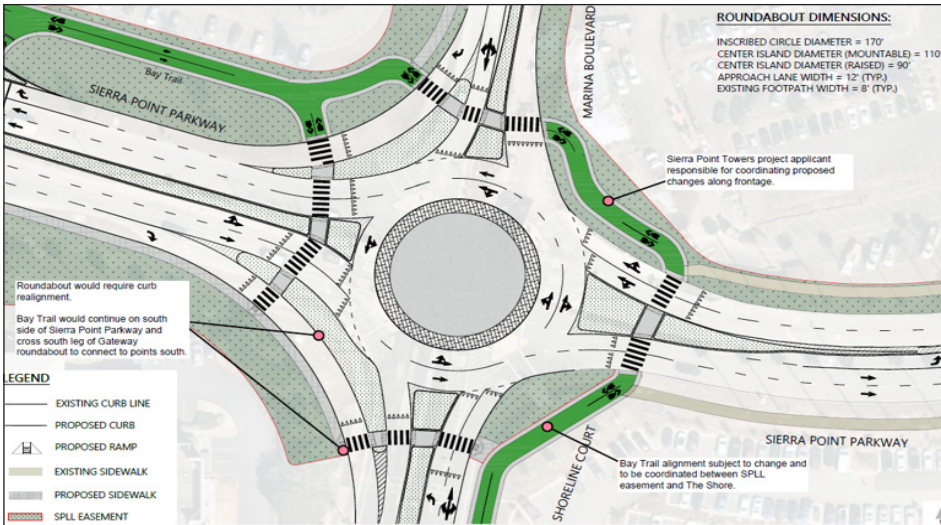 ROUNDABOUT DIMENSIONS:
INSCRIBED CIRCLE DIAMETER = 170'
CENTER ISLAND DIAMETER (MOUNTABLE) = 110
CENTER ISLAND DIAMETER (RAISED) = 90'
APPROACH LANE WIDTH = 12' (TYP.)
EXISTING FOOTPATH WIDTH = 8' (TYP.)
MARINA BOULEVARD
Bay Trail
SIERRA POINT PARKWAY
Sierra Point Towers project applicant
responsible for coordinating proposed
changes along frontage.
Roundabout would require curb
realignment.
Bay Trail would continue on south
side of Sierra Point Parkway and
cross south leg of Gateway
roundabout to connect to points south.
LEGEND
EXISTING CURB LINE
PROPOSED CURB
PROPOSED RAMP
EXISTING SIDEWALK
PROPOSED SIDEWALK
SPLL EASEMENT
SHORELINE COURT
SIERRA POINT PARKWAY
Bay Trail alignment subject to change and
to be coordinated between SPLL
easement and The Shore.